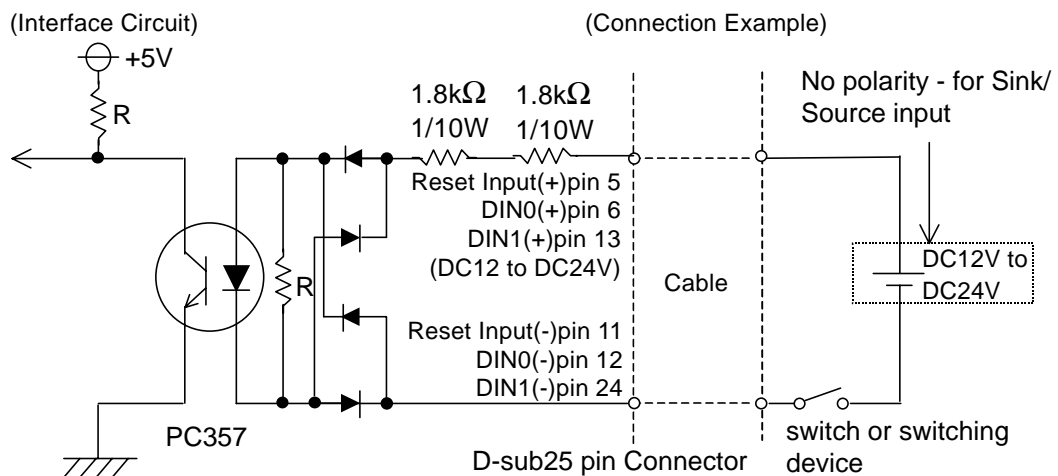 (Interface Circuit)
(Connection Example)
+5V
R
1.8kΩ
1/10W
1.8kΩ
1/10W
No polarity - for Sink/
Source input
Reset Input(+)pin 5
DIN0(+)pin 6
DIN1(+)pin 13
(DC12 to DC24V)
R
Cable
DC12V to
DC24V
Reset Input(-)pin 11
DIN0(-)pin 12
DIN1(-)pin 24
PC357
D-sub25 pin Connector
switch or switching
device